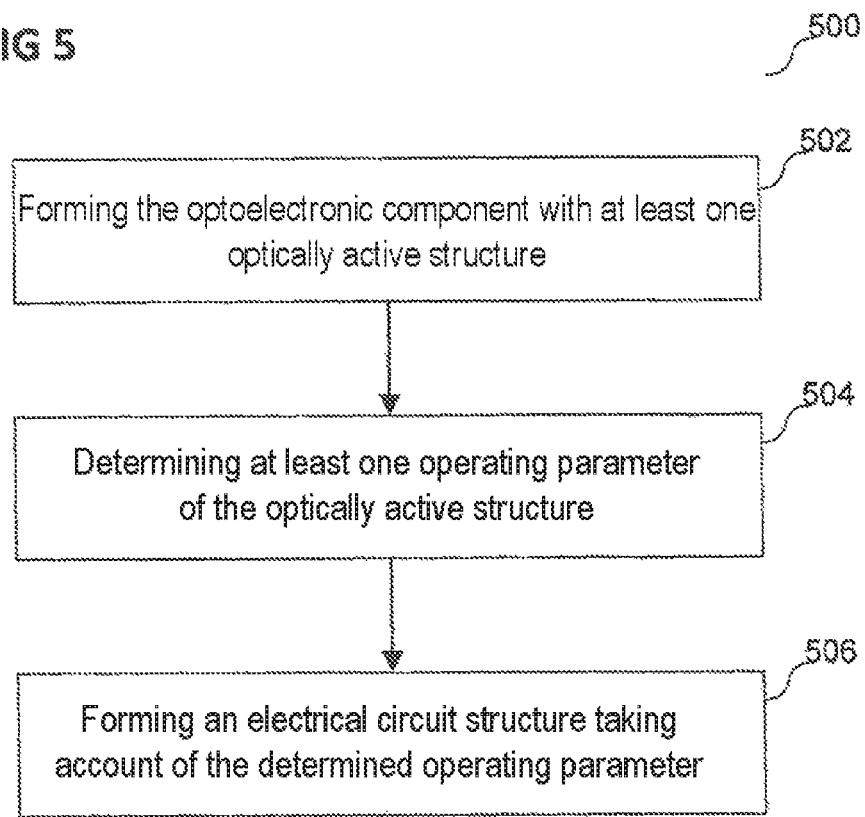 IG 5
500
502
Forming the optoelectronic component with at least one
optically active structure
504
Determining at least one operating parameter
of the optically active structure
506
Forming an electrical circuit structure taking
account of the determined operating parameter